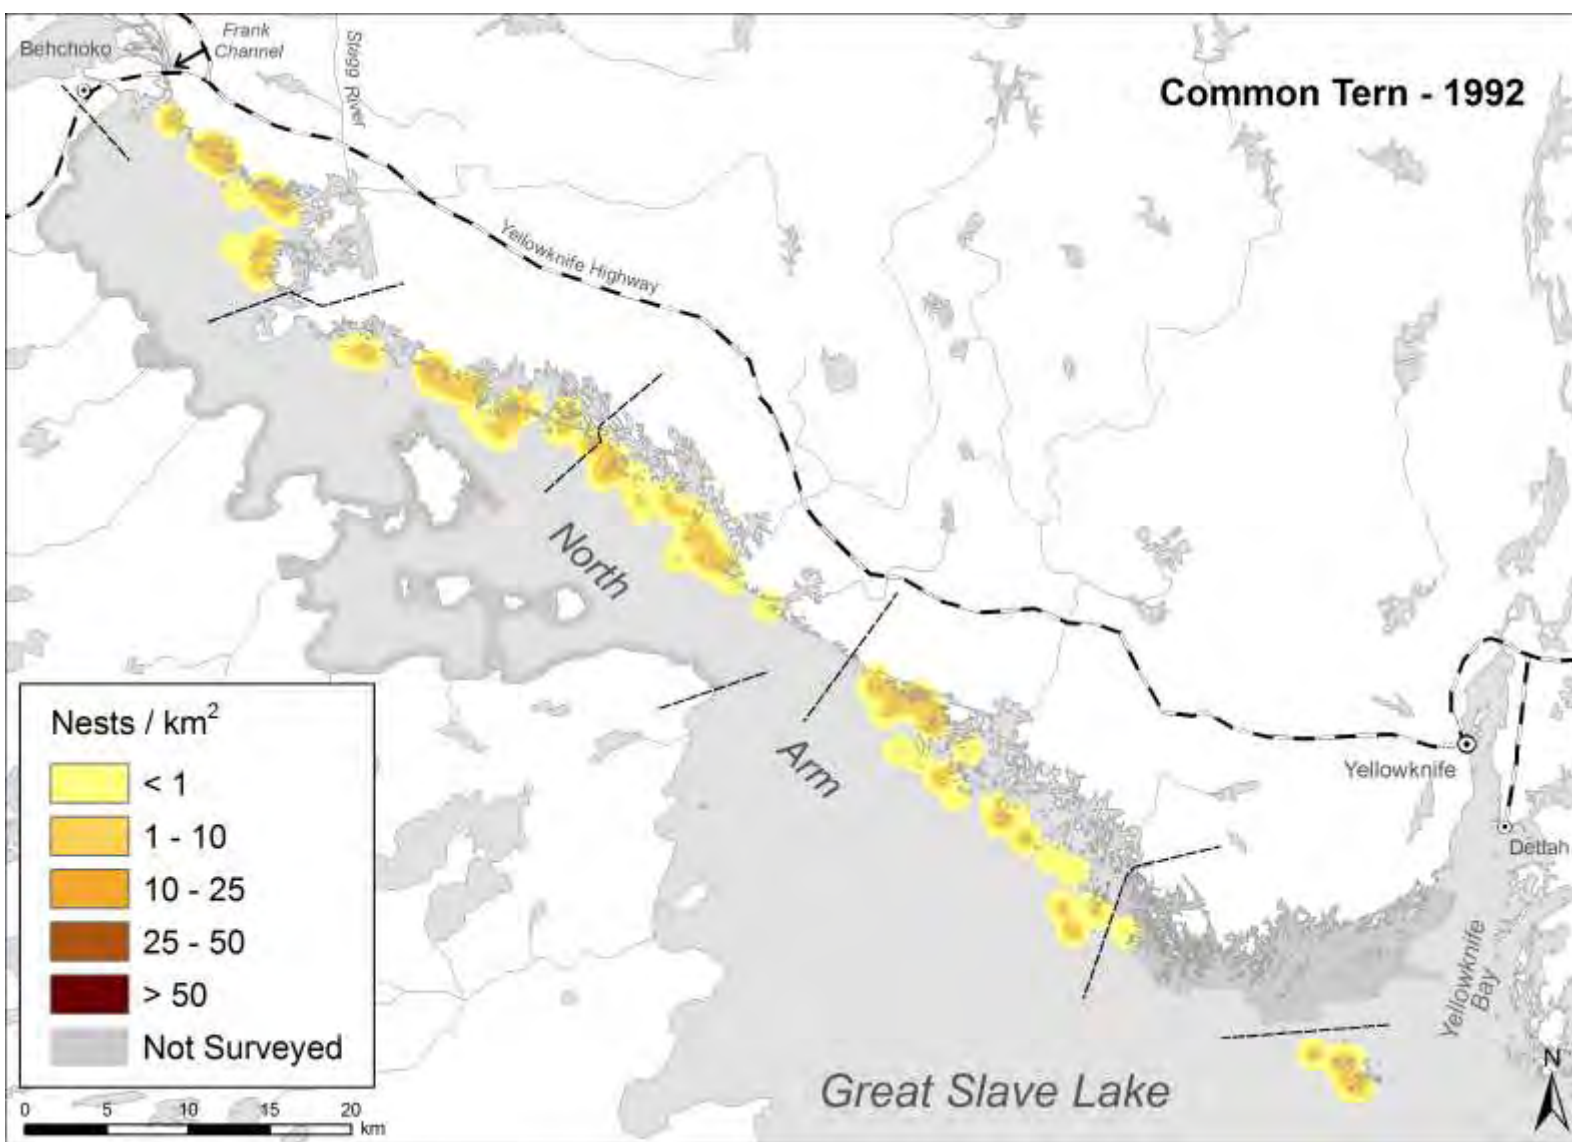 Behchoko
Frank
Channel
Stagg River
Common Tern - 1992
Yellowknife Highway
North
Arm
Yellowknife
Dettah
Yellowknife
Bay
Great Slave Lake
N
Nests / km²
< 1
1 - 10
10 - 25
25 - 50
> 50
Not Surveyed
0 5 10 15 20
km